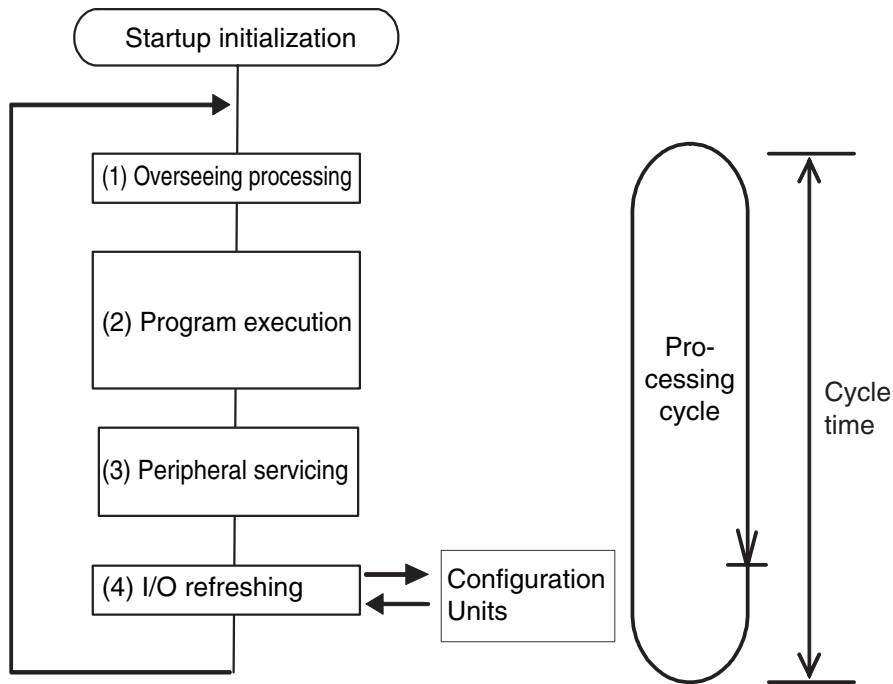 Startup initialization
(1) Overseeing processing
(2) Program execution
(3) Peripheral servicing
(4) I/O refreshing
Configuration
Units
Pro-
cessing
cycle
Cycle
time